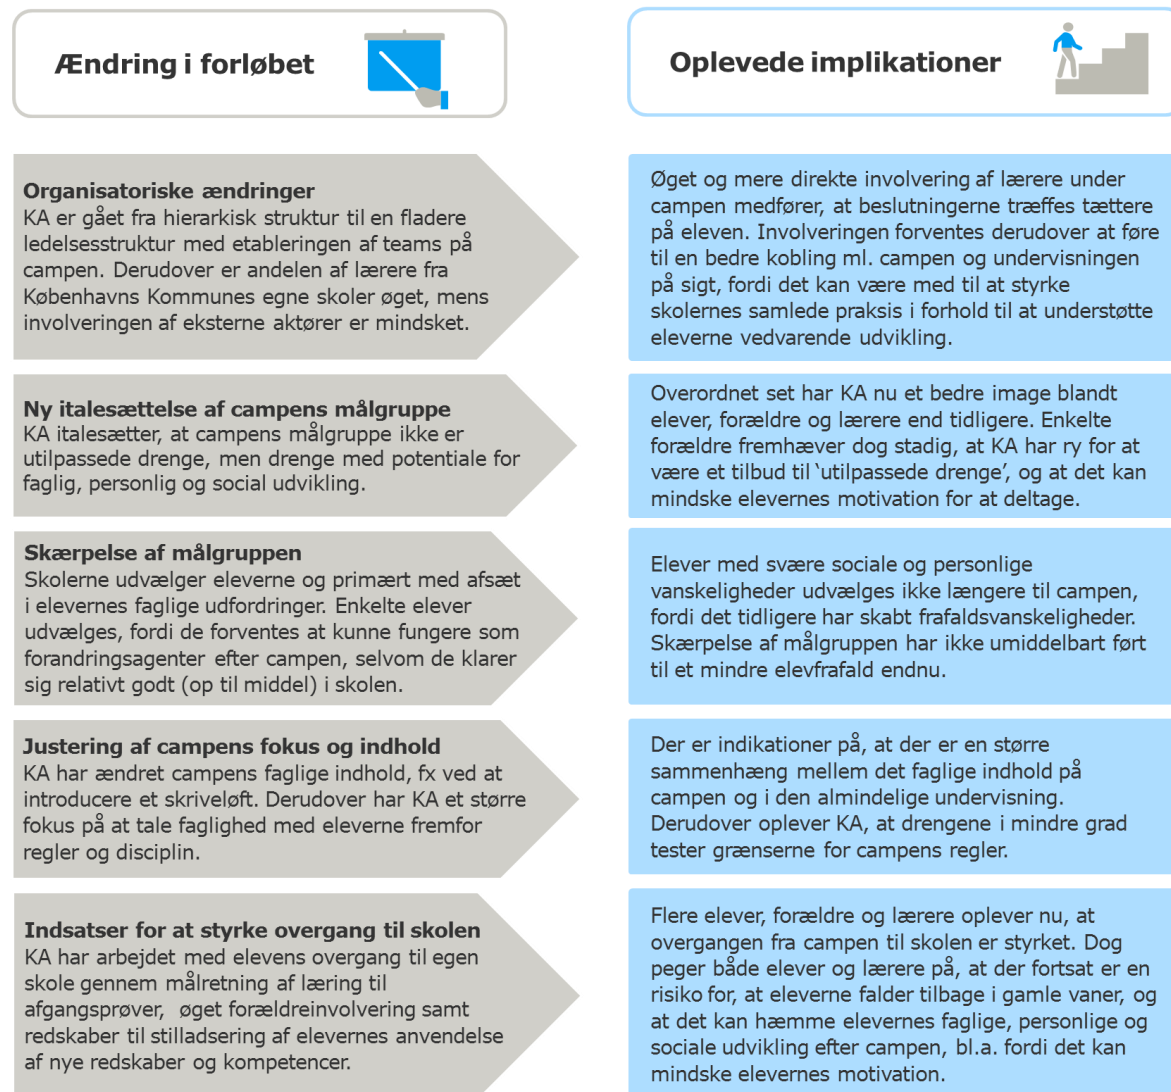 Ændring i forløbet
Oplevede implikationer
Organisatoriske ændringer
KA er gået fra hierarkisk struktur til en fladere
ledelsesstruktur med etableringen af teams på
campen. Derudover er andelen af lærere fra
Københavns Kommunes egne skoler øget, mens
involveringen af eksterne aktører er mindsket.
Øget og mere direkte involvering af lærere under
campen medfører, at beslutningerne træffes tættere
på eleven. Involveringen forventes derudover at føre
til en bedre kobling ml. campen og undervisningen
på sigt, fordi det kan være med til at styrke
skolernes samlede praksis i forhold til at understøtte
eleverne vedvarende udvikling.
Ny italesættelse af campens målgruppe
KA italesætter, at campens målgruppe ikke er
utilpassede drenge, men drenge med potentiale for
faglig, personlig og social udvikling.
Overordnet set har KA nu et bedre image blandt
elever, forældre og lærere end tidligere. Enkelte
forældre fremhæver dog stadig, at KA har ry for at
være et tilbud til ‘utilpassede drenge’, og at det kan
mindske elevernes motivation for at deltage.
Skærpelse af målgruppen
Skolerne udvælger eleverne og primært med afsæt
i elevernes faglige udfordringer. Enkelte elever
udvælges, fordi de forventes at kunne fungere som
forandringsagenter efter campen, selvom de klarer
sig relativt godt (op til middel) i skolen.
Elever med svære sociale og personlige
vanskeligheder udvælges ikke længere til campen,
fordi det tidligere har skabt frafaldsvanskeligheder.
Skærpelse af målgruppen har ikke umiddelbart ført
til et mindre elevfrafald endnu.
Justering af campens fokus og indhold
KA har ændret campens faglige indhold, fx ved at
introducere et skriveløft. Derudover har KA et større
fokus på at tale faglighed med eleverne fremfor
regler og disciplin.
Der er indikationer på, at der er en større
sammenhæng mellem det faglige indhold på
campen og i den almindelige undervisning.
Derudover oplever KA, at drengene i mindre grad
tester grænserne for campens regler.
Indsatser for at styrke overgang til skolen
KA har arbejdet med elevens overgang til egen
skole gennem målretning af læring til
afgangsprøver, øget forældreinvolvering samt
redskaber til stilladsering af elevernes anvendelse
af nye redskaber og kompetencer.
Flere elever, forældre og lærere oplever nu, at
overgangen fra campen til skolen er styrket. Dog
peger både elever og lærere på, at der fortsat er en
risiko for, at eleverne falder tilbage i gamle vaner, og
at det kan hæmme elevernes faglige, personlige og
sociale udvikling efter campen, bl.a. fordi det kan
mindske elevernes motivation.